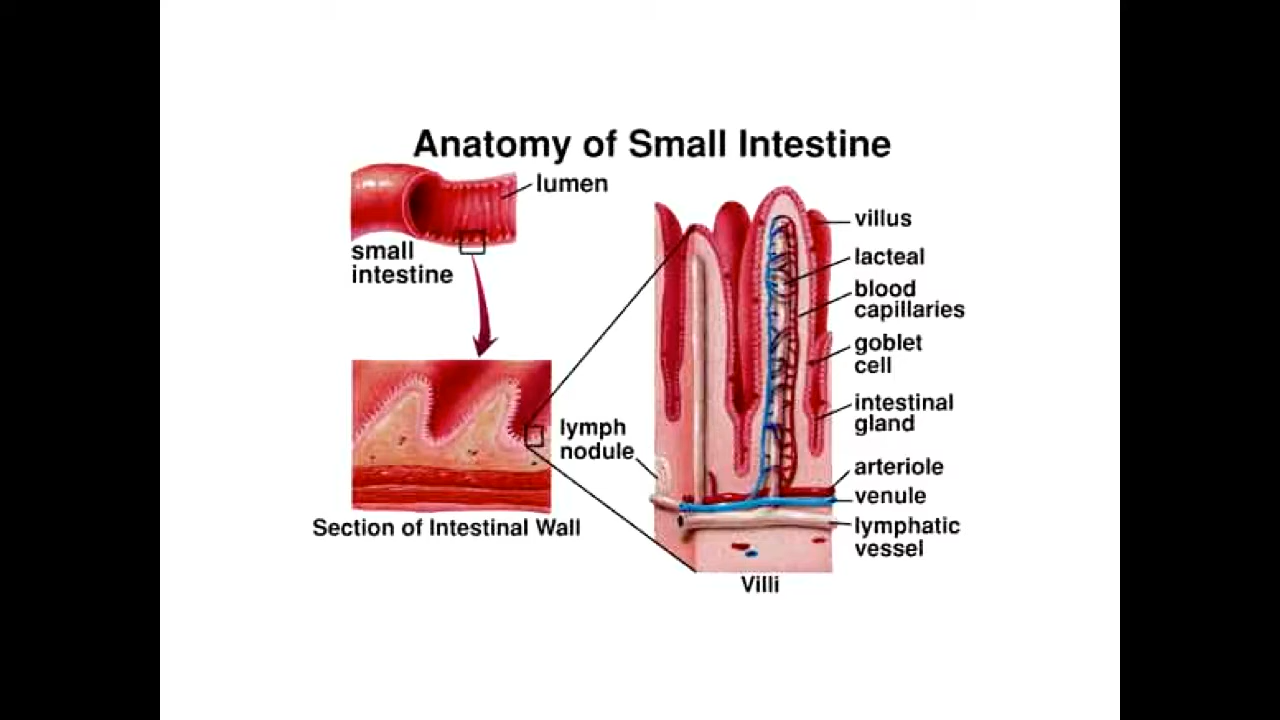 Anatomy of Small Intestine
lumen
small
intestine
Section of Intestinal Wall
lymph
nodule
villus
lacteal
blood
capillaries
goblet
cell
intestinal
gland
arteriole
venule
lymphatic
vessel
Villi